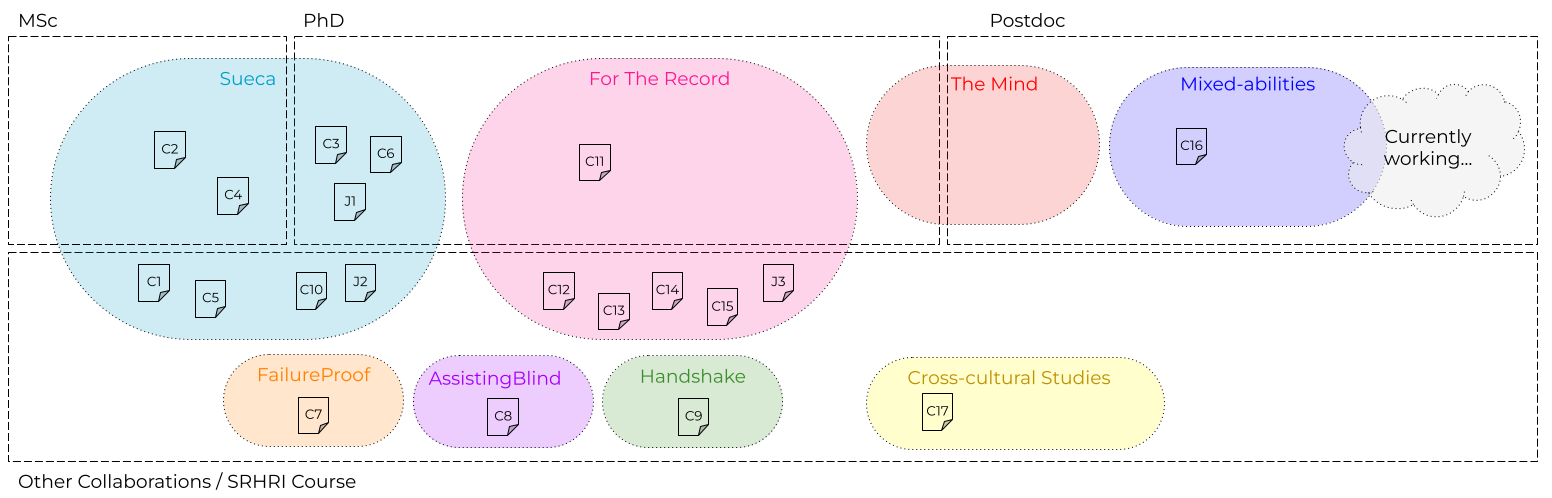 MSc
PhD
Postdoc
Sueca
For The Record
The Mind
Mixed-abilities
C2
C4
C3
C6
J1
C11
C16
Currently
working...
C1
C5
C10
J2
C12
C13
C14
C15
J3
FailureProof
C7
AssistingBlind
C8
Handshake
C9
Cross-cultural Studies
C17
Other Collaborations / SRHRI Course